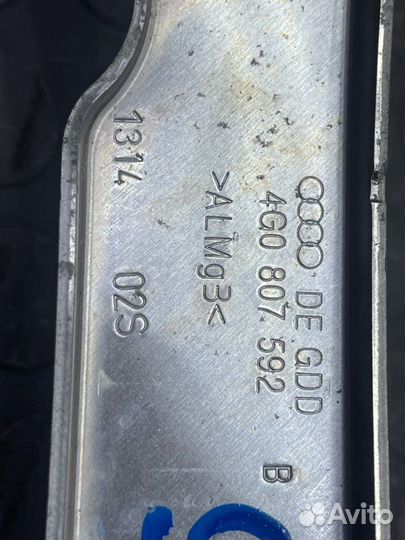 DE GDD
4G0 807 592 B
>ALMg3<
1314 02S
Avito